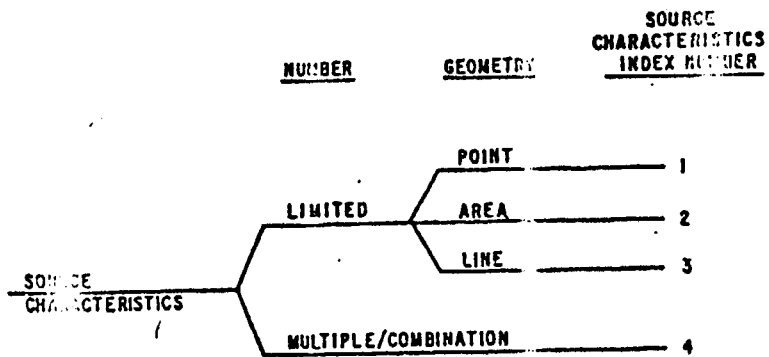 SOURCE
CHARACTERISTICS
NUMBER GEOMETRY INDEX NUMBER
POINT 1
LIMITED AREA 2
LINE 3
SOURCE
CHARACTERISTICS
MULTIPLE/COMBINATION 4